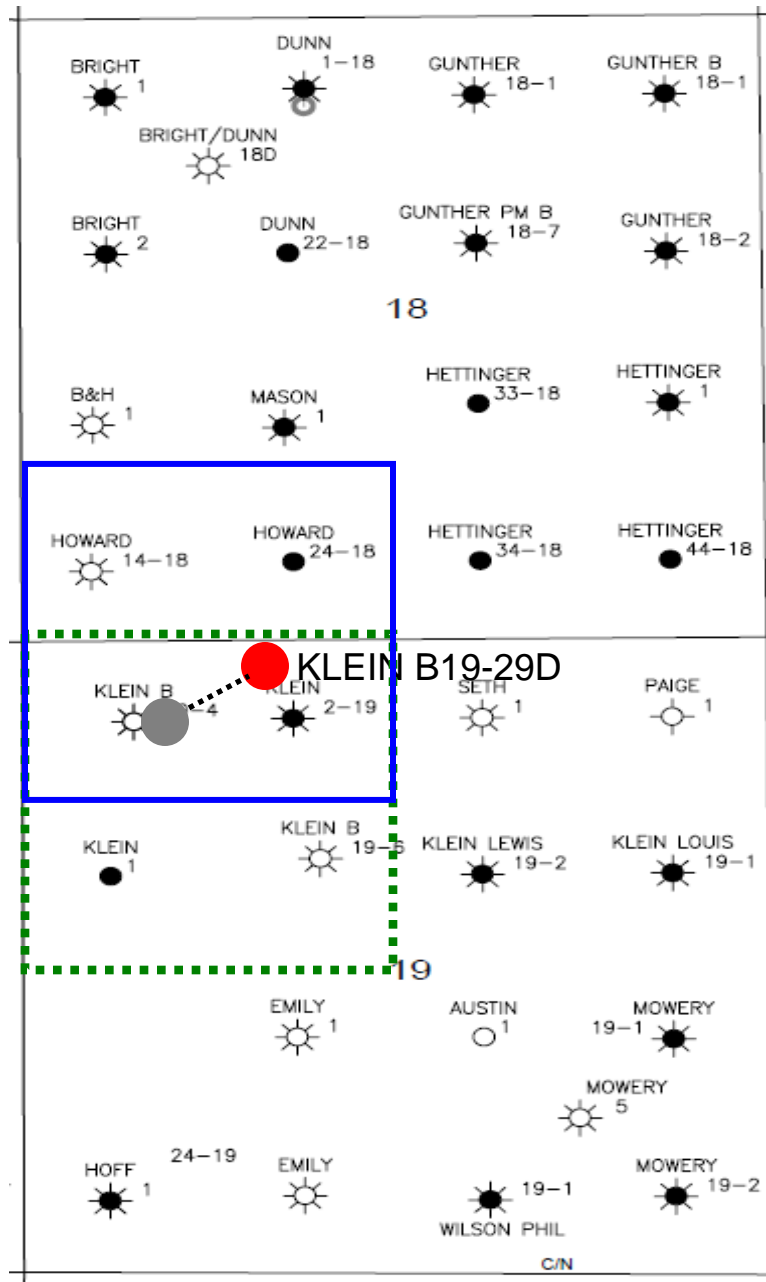 DUNN
1-18
BRIGHT
1
GUNTHER
18-1
GUNTHER B
18-1
BRIGHT/DUNN
18D
BRIGHT
2
DUNN
22-18
GUNTHER PM B
18-7
GUNTHER
18-2
18
B&H
1
MASON
1
HETTINGER
33-18
HETTINGER
1
HOWARD
14-18
HOWARD
24-18
HETTINGER
34-18
HETTINGER
44-18
KLEIN B19-29D
KLEIN B
-4
KLEIN
2-19
SETH
1
PAIGE
1
KLEIN
1
KLEIN B
KLEIN LEWIS
19-2
KLEIN LOUIS
19-1
19
EMILY
1
AUSTIN
1
MOWERY
19-1
MOWERY
5
HOFF
1
24-19
EMILY
19-1
WILSON PHIL
MOWERY
19-2
C/N